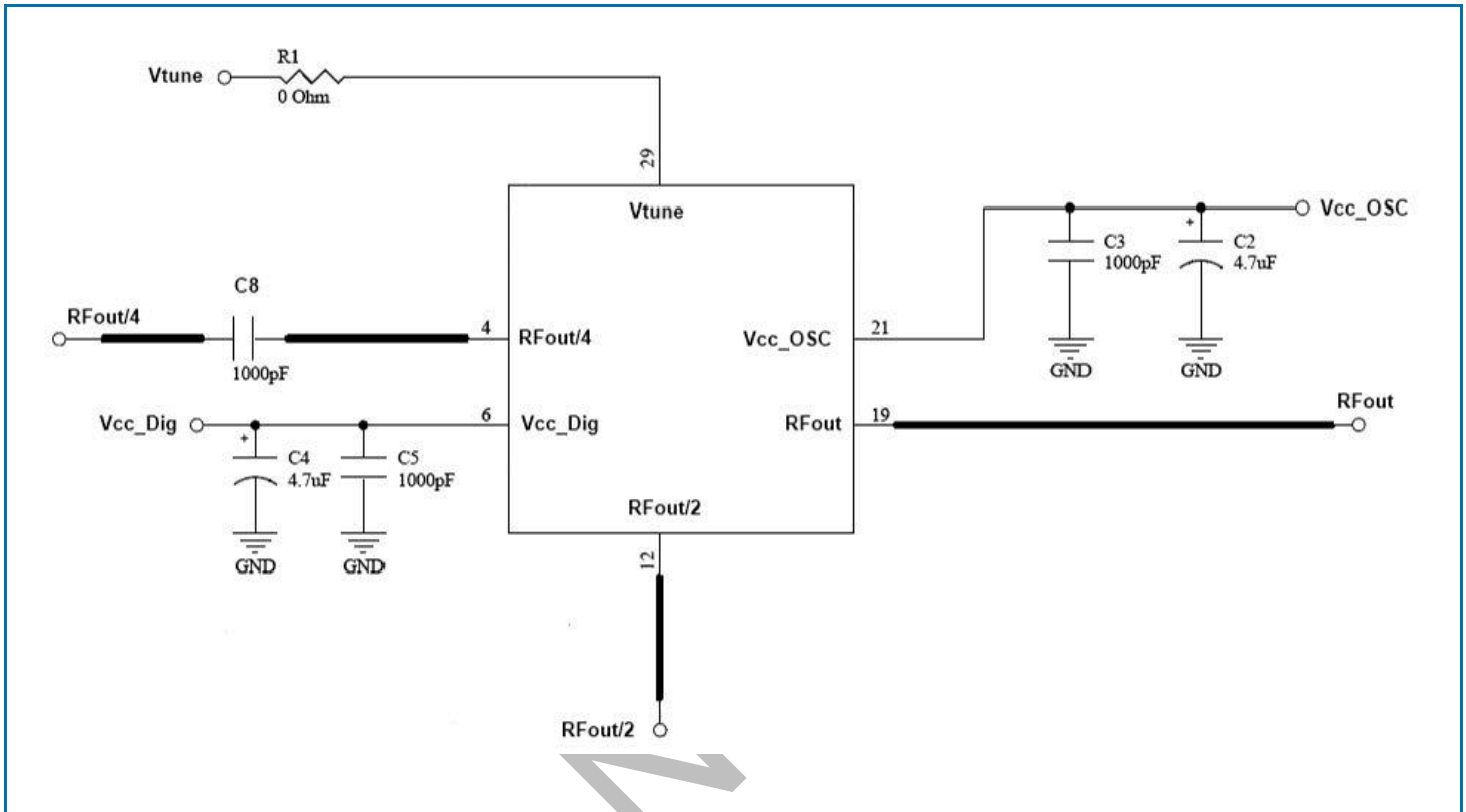 R1
Vtune
0 Ohm
29
Vtune
Vcc_OSC
C3
1000pF
C2
+
4.7uF
GND
GND
C8
RFout/4
1000pF
4
RFout/4
Vcc_OSC
21
Vcc_Dig
6
Vcc_Dig
RFout
19
RFout
+
C4
4.7uF
C5
1000pF
GND
GND
RFout/2
12
RFout/2